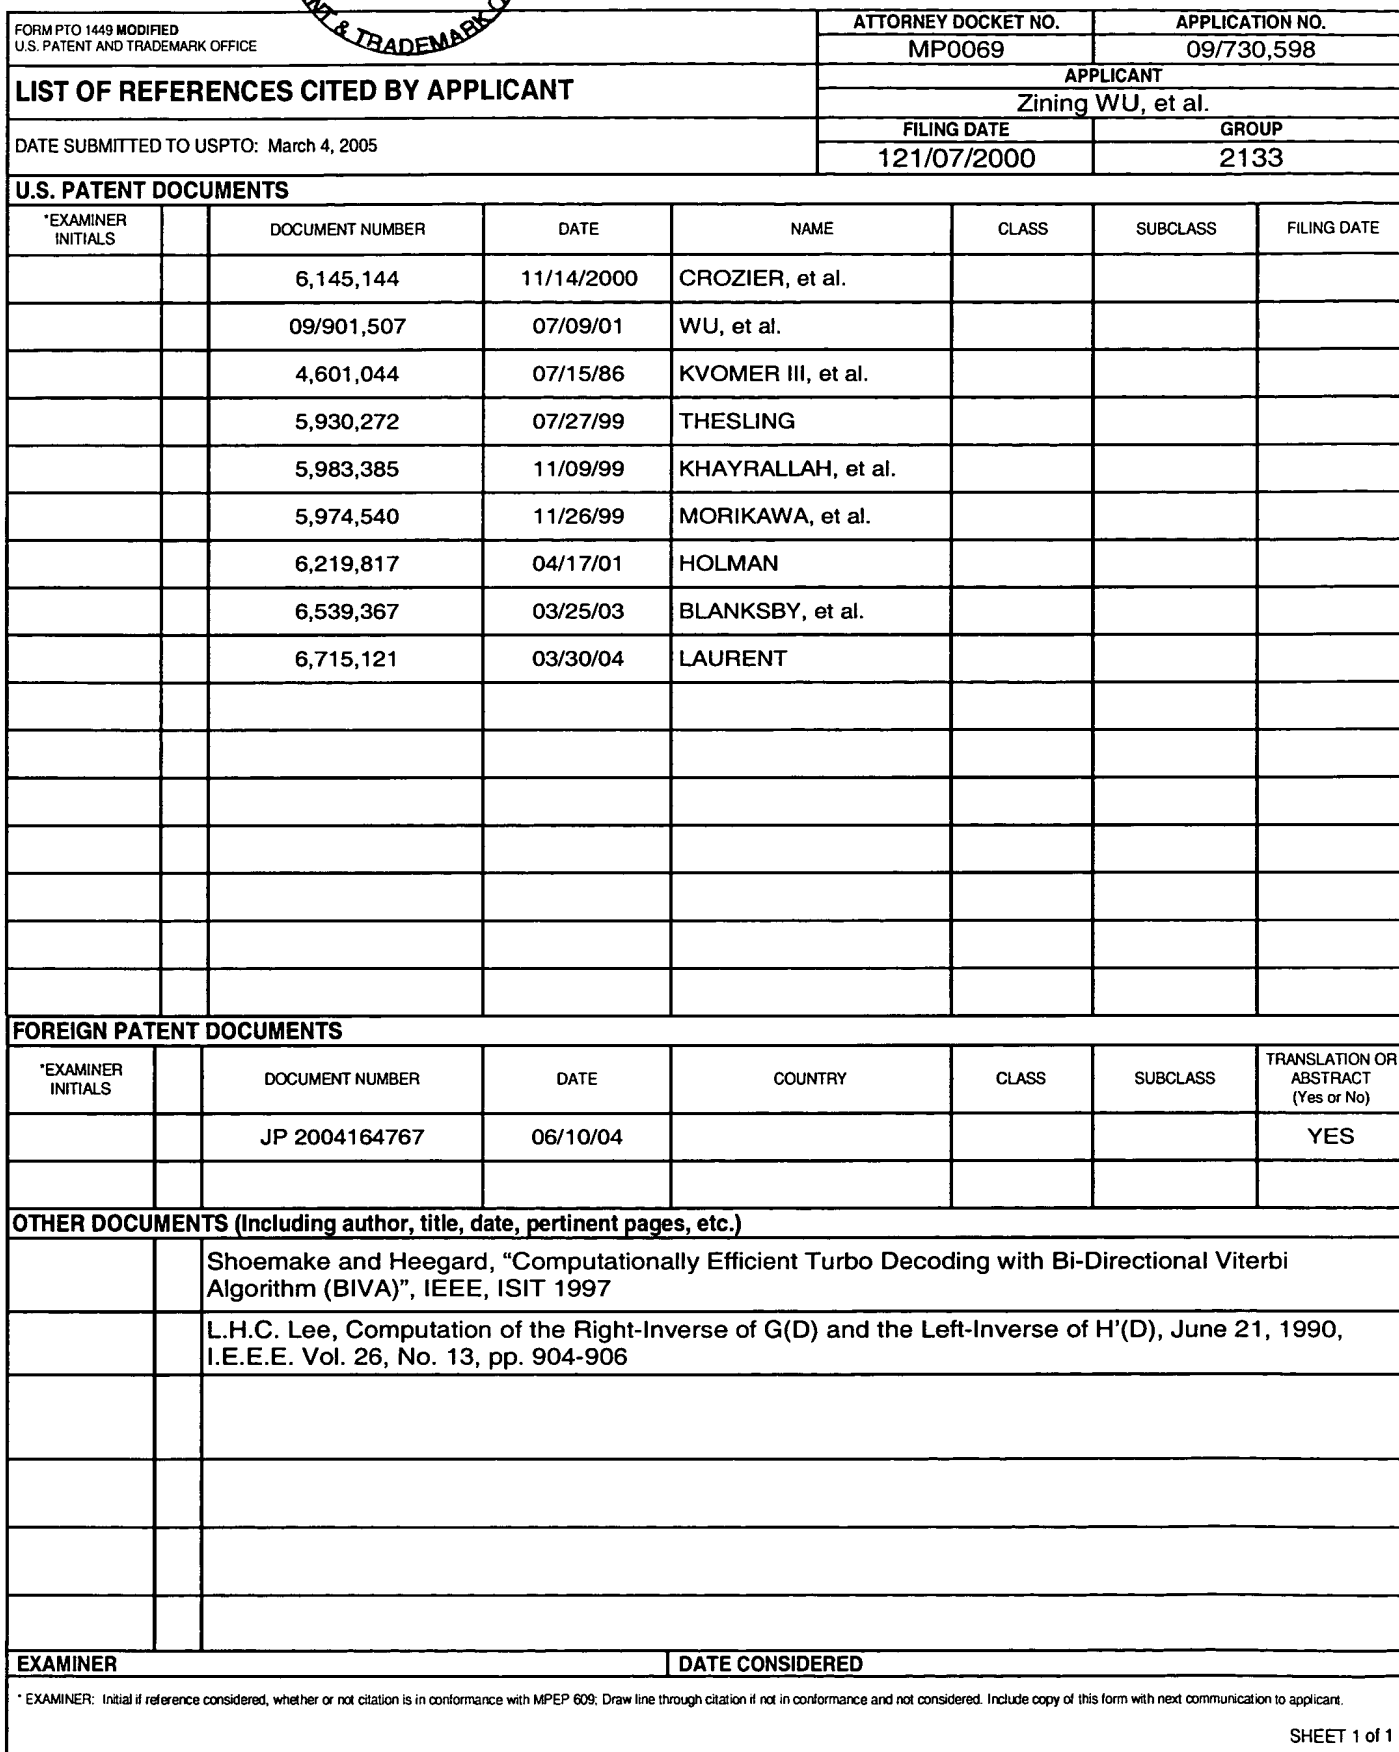 NT & TRADEMARK
FORM PTO 1449 MODIFIED
U.S. PATENT AND TRADEMARK OFFICE
ATTORNEY DOCKET NO.
APPLICATION NO.
MP0069
09/730,598
LIST OF REFERENCES CITED BY APPLICANT
APPLICANT
Zining WU, et al.
DATE SUBMITTED TO USPTO: March 4, 2005
FILING DATE
GROUP
121/07/2000
2133
U.S. PATENT DOCUMENTS
*EXAMINER INITIALS DOCUMENT NUMBER DATE NAME CLASS SUBCLASS FILING DATE
6,145,144 11/14/2000 CROZIER, et al.
09/901,507 07/09/01 WU, et al.
4,601,044 07/15/86 KVOMER III, et al.
5,930,272 07/27/99 THESLING
5,983,385 11/09/99 KHAYRALLAH, et al.
5,974,540 11/26/99 MORIKAWA, et al.
6,219,817 04/17/01 HOLMAN
6,539,367 03/25/03 BLANKSBY, et al.
6,715,121 03/30/04 LAURENT
FOREIGN PATENT DOCUMENTS
*EXAMINER INITIALS DOCUMENT NUMBER DATE COUNTRY CLASS SUBCLASS TRANSLATION OR ABSTRACT (Yes or No)
JP 2004164767 06/10/04 YES
OTHER DOCUMENTS (Including author, title, date, pertinent pages, etc.)
Shoemake and Heegard, “Computationally Efficient Turbo Decoding with Bi-Directional Viterbi
Algorithm (BIVA)”, IEEE, ISIT 1997
L.H.C. Lee, Computation of the Right-Inverse of G(D) and the Left-Inverse of H'(D), June 21, 1990,
I.E.E.E. Vol. 26, No. 13, pp. 904-906
EXAMINER
DATE CONSIDERED
* EXAMINER: Initial if reference considered, whether or not citation is in conformance with MPEP 609; Draw line through citation if not in conformance and not considered. Include copy of this form with next communication to applicant.
SHEET 1 of 1